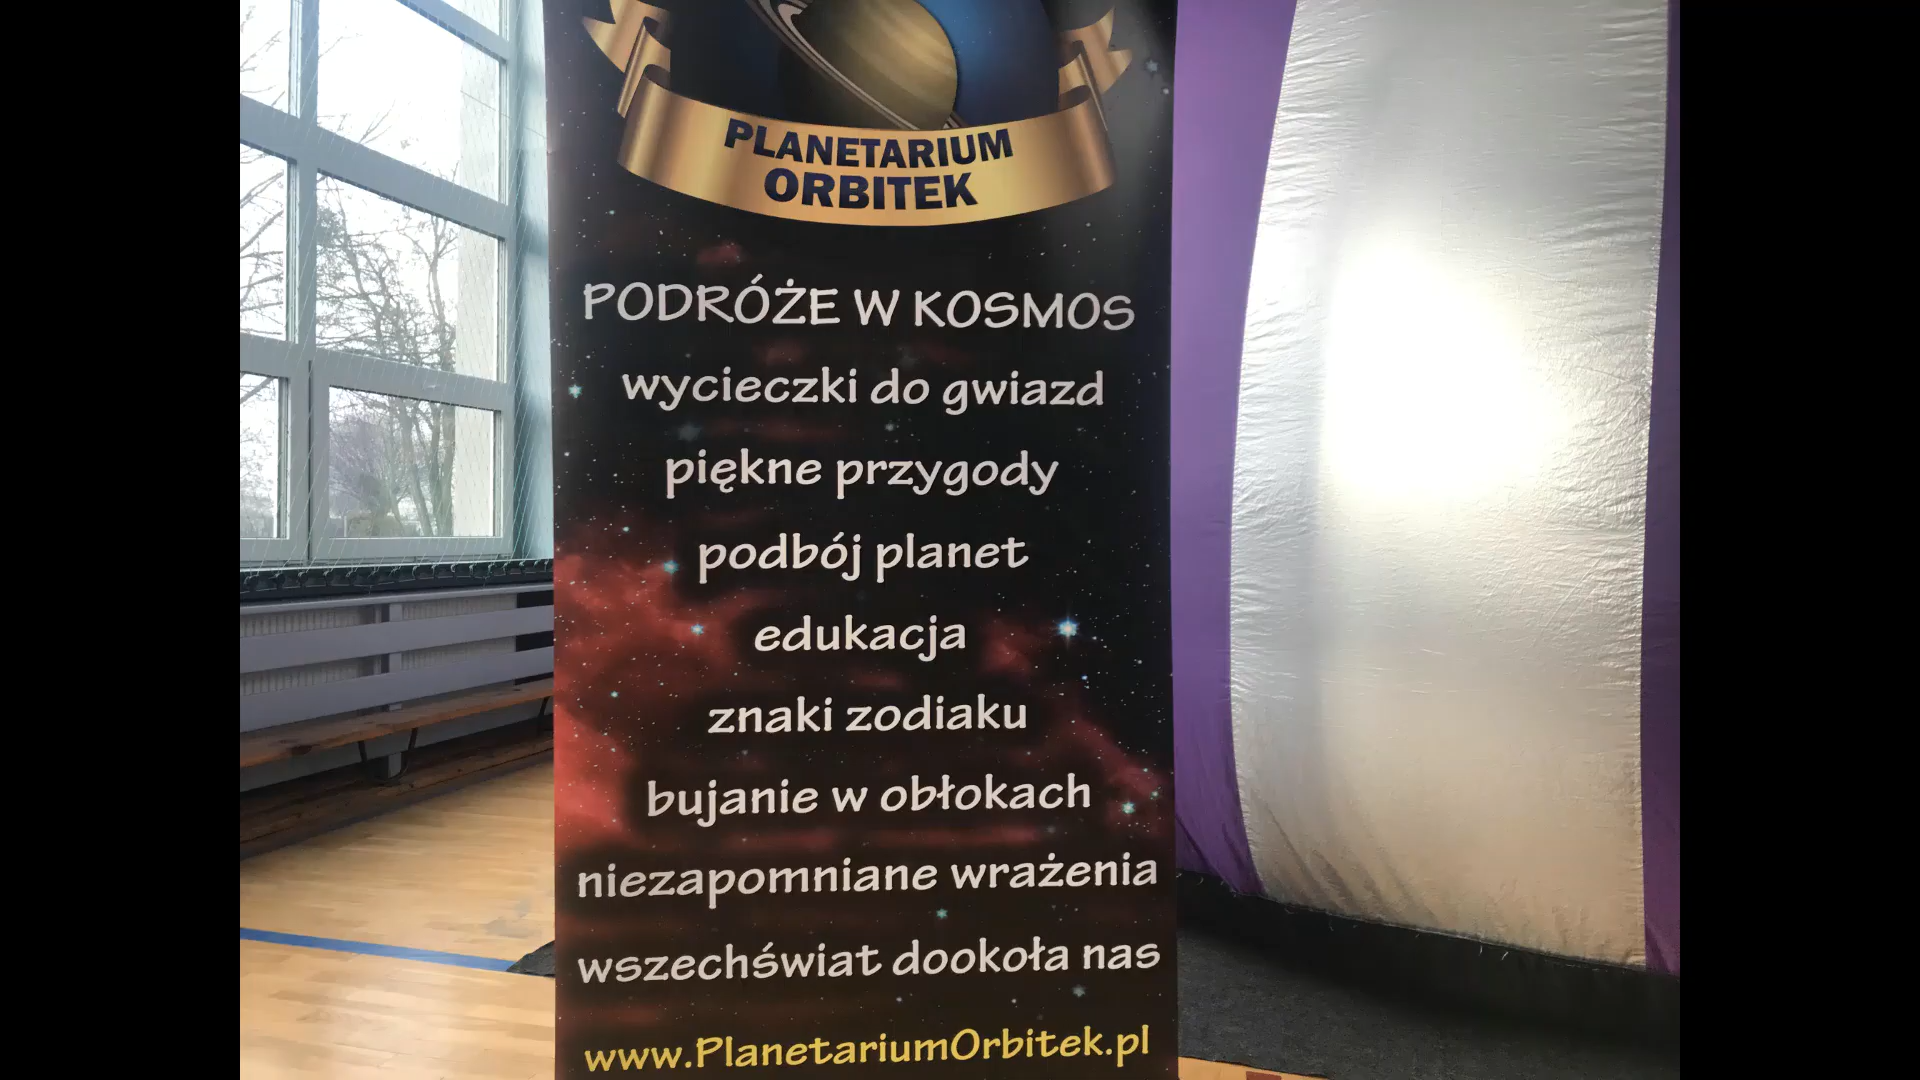 PLANETARIUM
ORBITEK
PODRÓŻE W KOSMOS
wycieczki do gwiazd
piękne przygody
podbój planet
edukacja
znaki zodiaku
bujanie w obłokach
niezapomniane wrażenia
wszechświat dookoła nas
www.PlanetariumOrbitek.pl